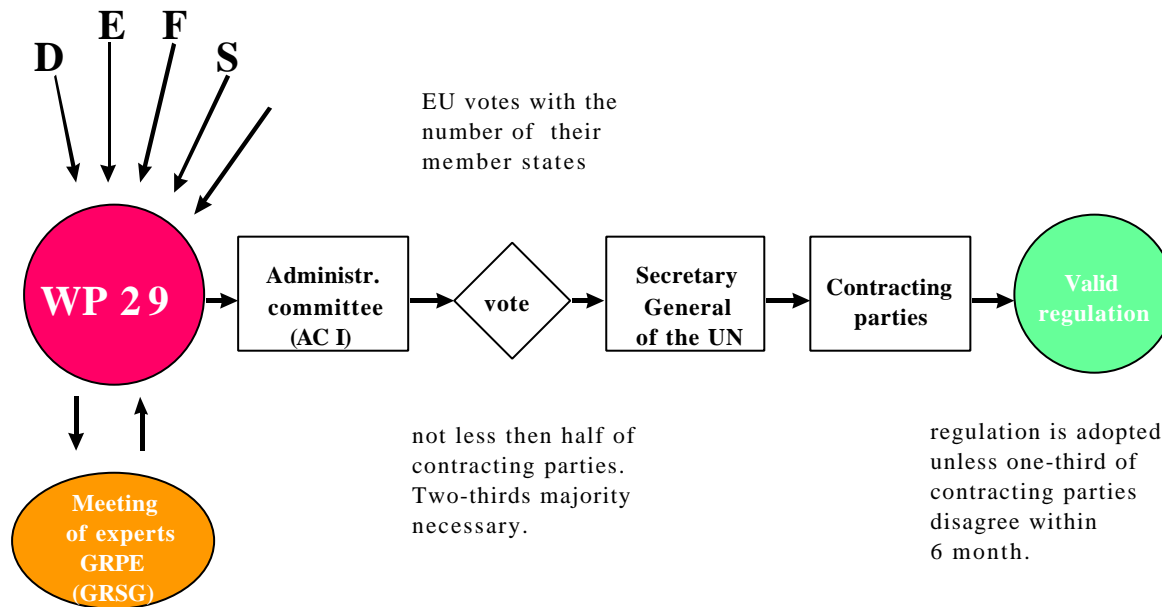 D
E
F
S
EU votes with the
number of their
member states
WP 29
Administr.
committee
(AC I)
vote
Secretary
General
of the UN
Contracting
parties
Valid
regulation
Meeting
of experts
GRPE
(GRSG)
not less then half of
contracting parties.
Two-thirds majority
necessary.
regulation is adopted
unless one-third of
contracting parties
disagree within
6 month.